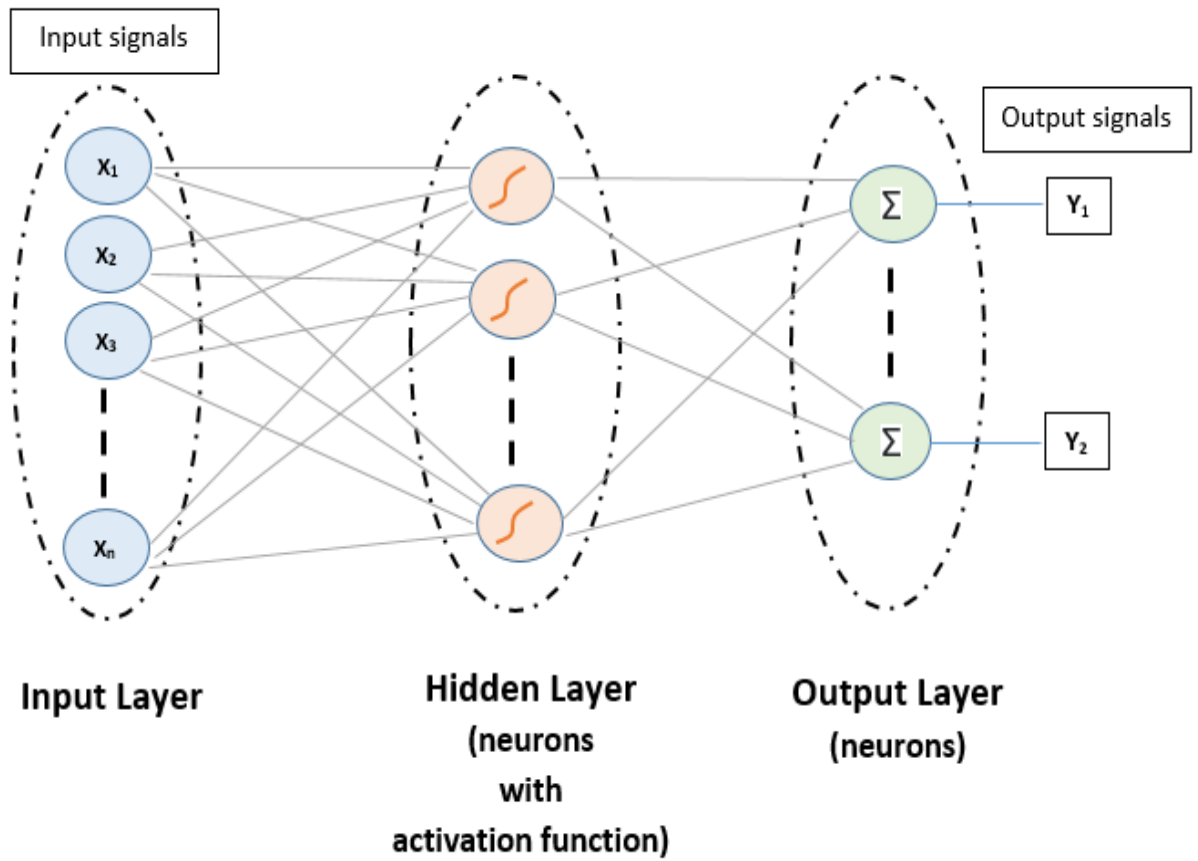 Input signals
Output signals
X₁
X₂
X₃
Xₙ
Σ
Σ
Y₁
Y₂
Input Layer
Hidden Layer
(neurons
with
activation function)
Output Layer
(neurons)